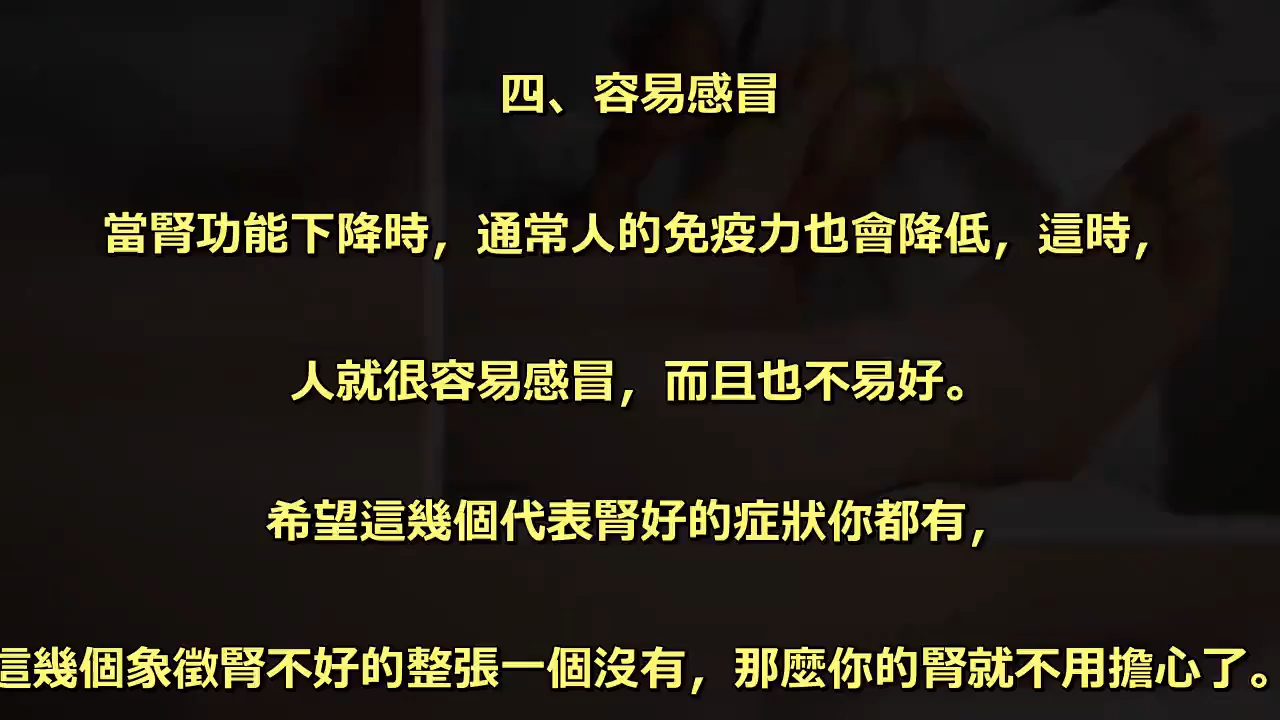 四、容易感冒
當腎功能下降時，通常人的免疫力也會降低，這時，
人就很容易感冒，而且也不易好。
希望這幾個代表腎好的症狀你都有，
這幾個象徵腎不好的整張一個沒有，那麼你的腎就不用擔心了。